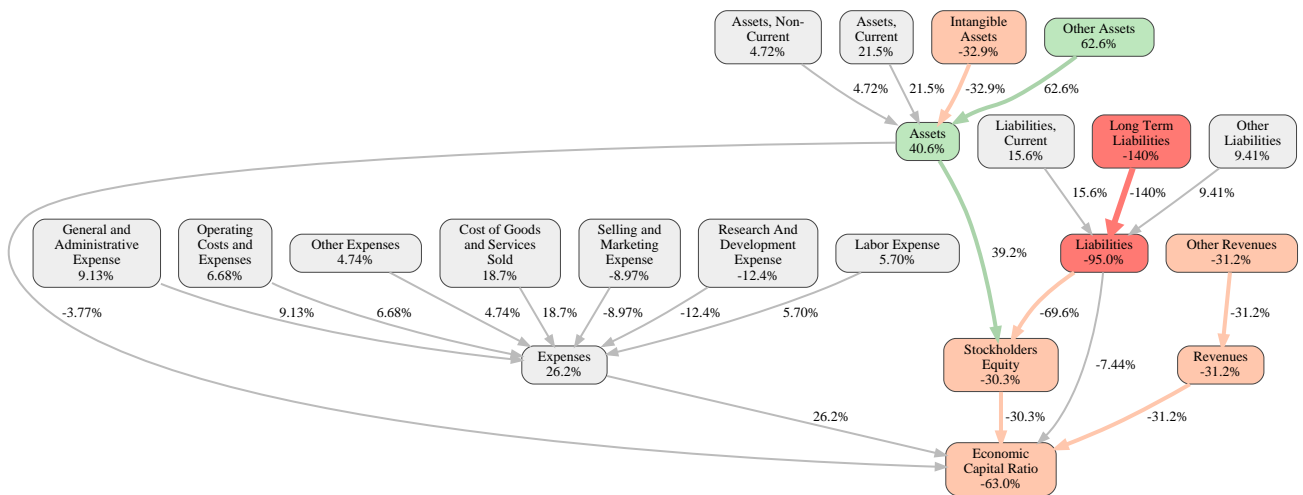 Assets, Non-
Current
4.72%
Assets,
Current
21.5%
Intangible
Assets
-32.9%
Other Assets
62.6%
4.72%
21.5%
-32.9%
62.6%
Assets
40.6%
Liabilities,
Current
15.6%
Long Term
Liabilities
-140%
Other
Liabilities
9.41%
15.6%
-140%
9.41%
General and
Administrative
Expense
9.13%
Operating
Costs and
Expenses
6.68%
Other Expenses
4.74%
Cost of Goods
and Services
Sold
18.7%
Selling and
Marketing
Expense
-8.97%
Research And
Development
Expense
-12.4%
Labor Expense
5.70%
39.2%
Liabilities
-95.0%
Other Revenues
-31.2%
-3.77%
9.13%
6.68%
4.74%
18.7%
-8.97%
-12.4%
5.70%
-69.6%
-31.2%
Expenses
26.2%
Stockholders
Equity
-30.3%
-7.44%
Revenues
-31.2%
26.2%
-30.3%
-31.2%
Economic
Capital Ratio
-63.0%